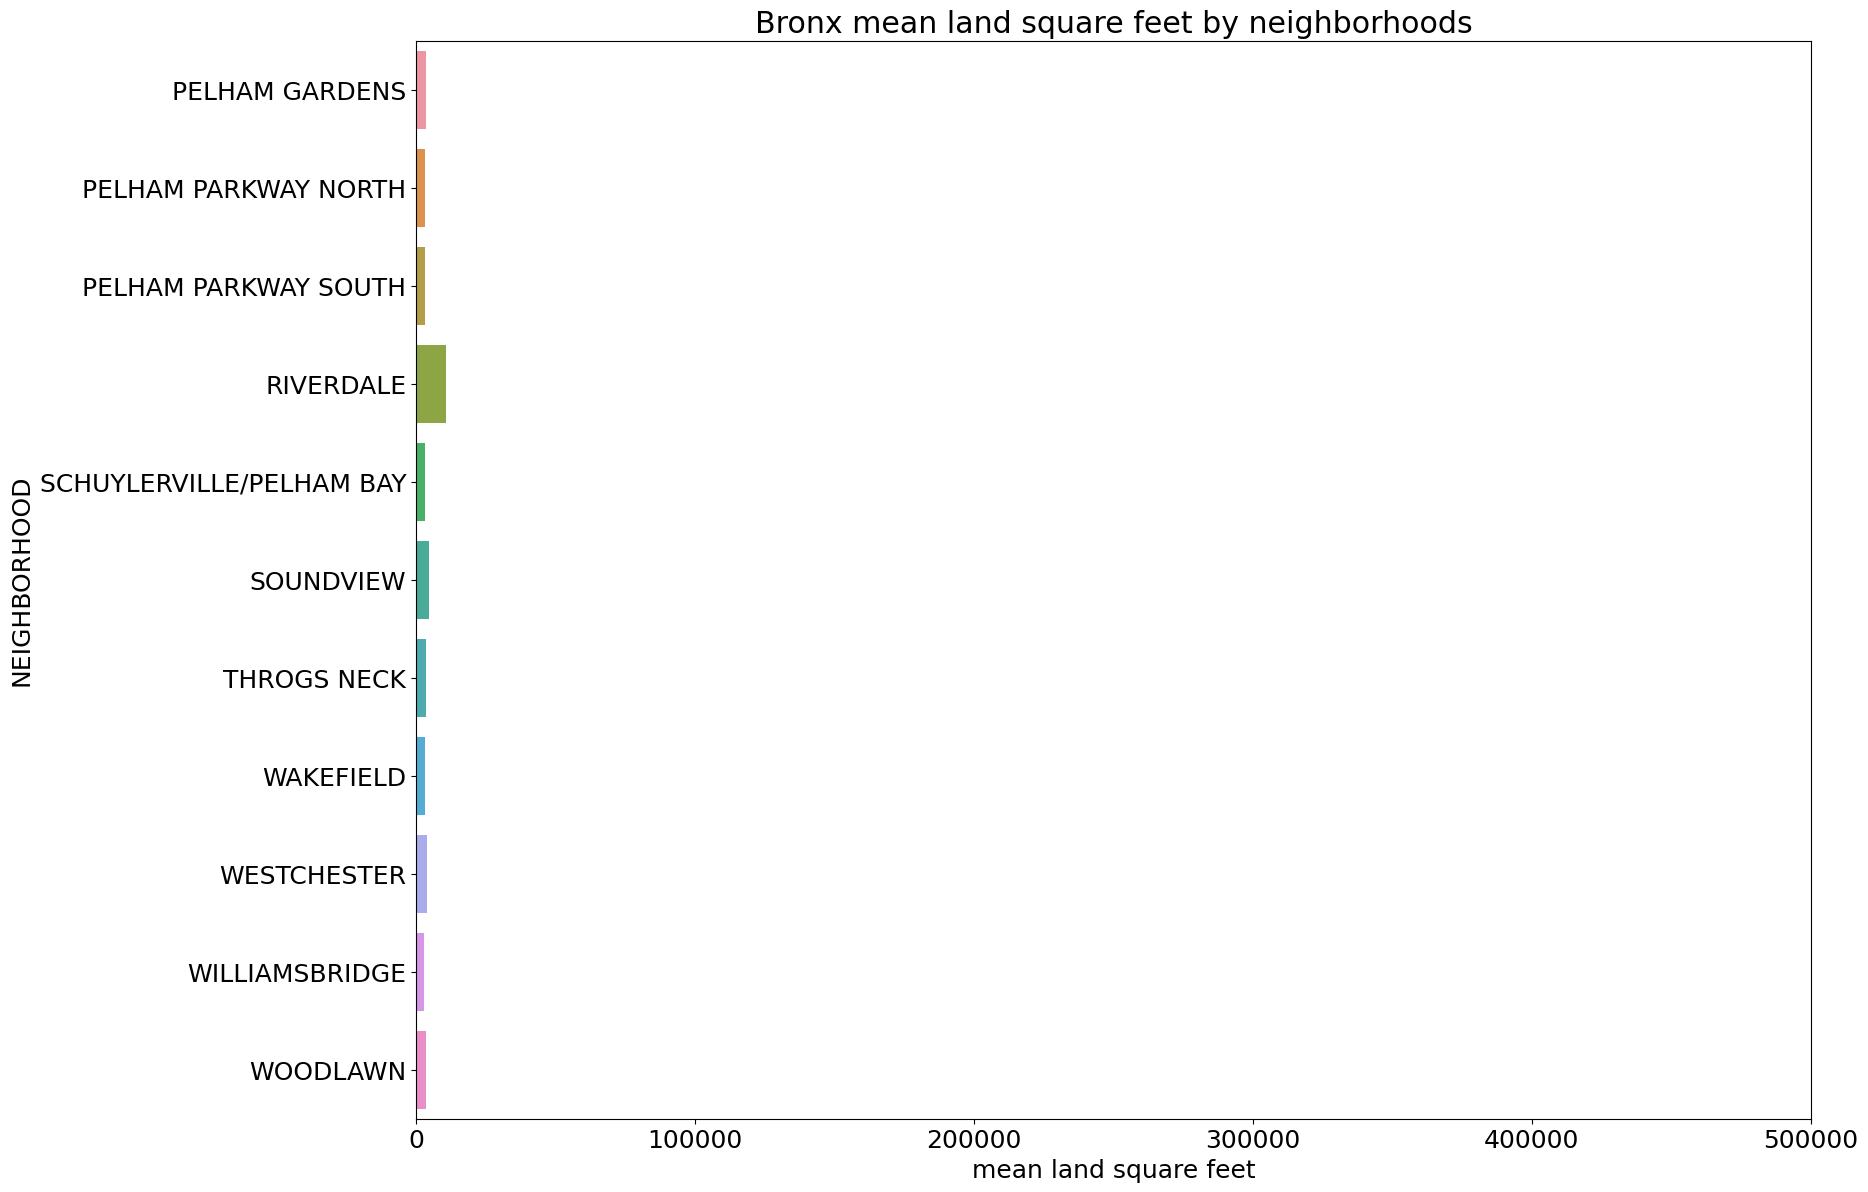 Bronx mean land square feet by neighborhoods
PELHAM GARDENS
PELHAM PARKWAY NORTH
PELHAM PARKWAY SOUTH
RIVERDALE
SCHUYLERVILLE/PELHAM BAY
SOUNDVIEW
THROGS NECK
WAKEFIELD
WESTCHESTER
WILLIAMSBRIDGE
WOODLAWN
NEIGHBORHOOD
0 100000 200000 300000 400000 500000
mean land square feet